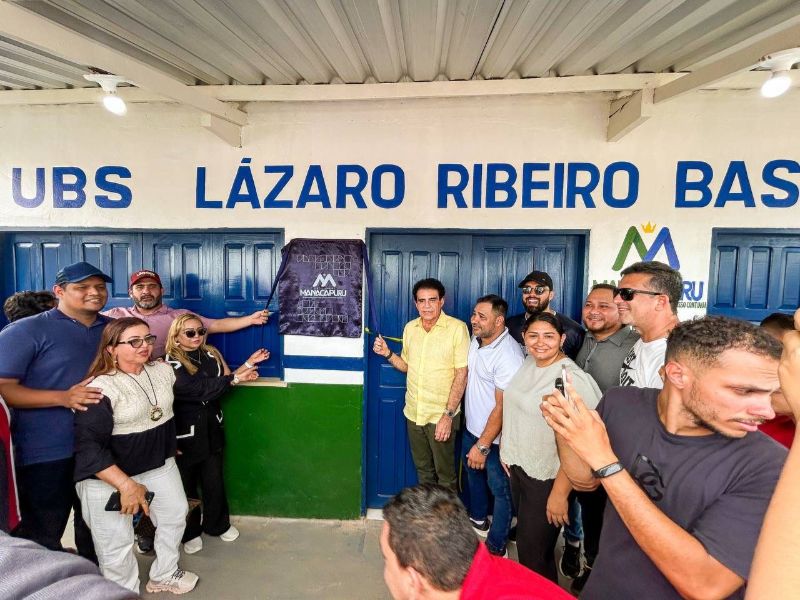 UBS LÁZARO RIBEIRO BAS
MANACAPURU